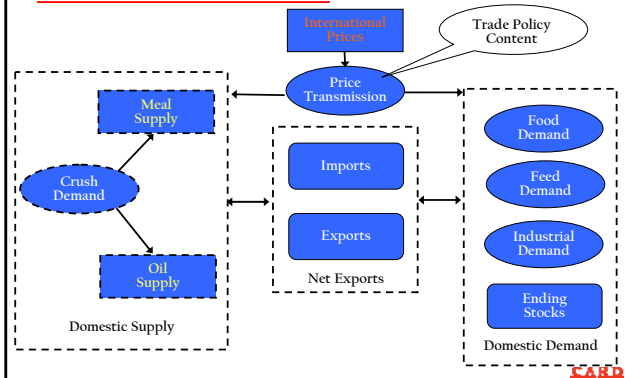 International
Prices
Trade Policy
Content
Price
Transmission
Meal
Supply
Crush
Demand
Oil
Supply
Domestic Supply
Imports
Exports
Net Exports
Food
Demand
Feed
Demand
Industrial
Demand
Ending
Stocks
Domestic Demand
CARD